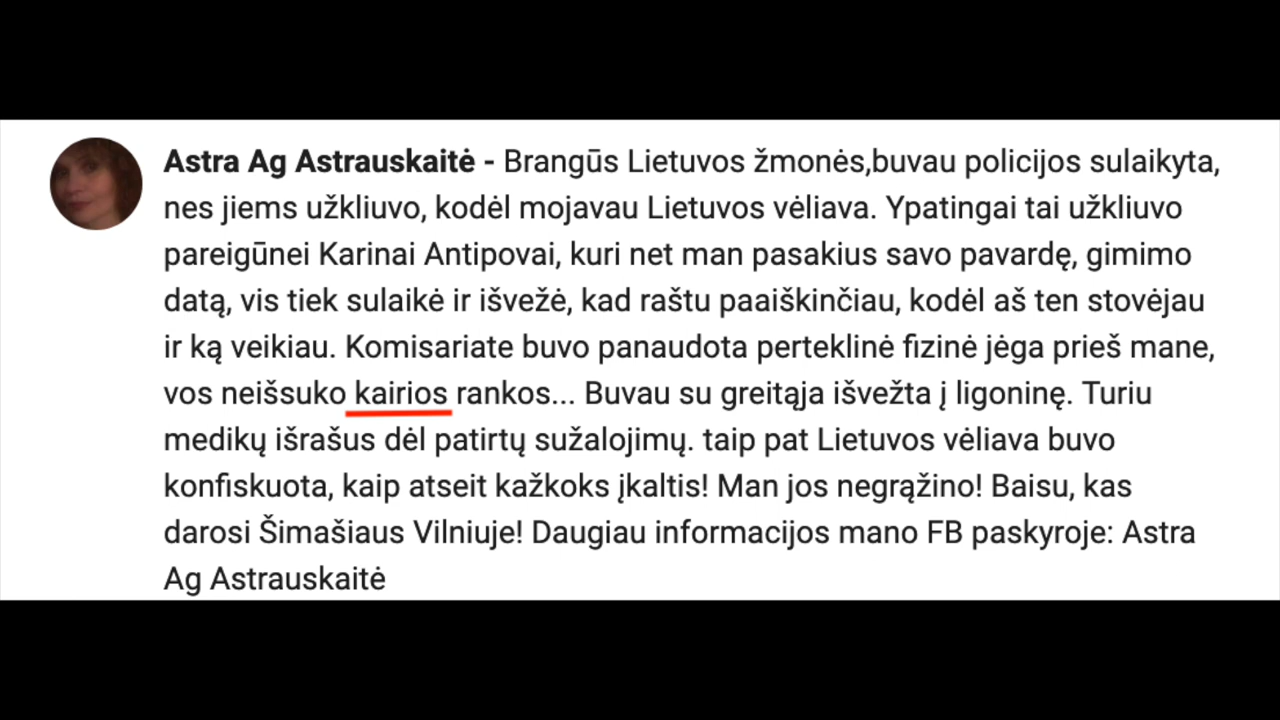 Astra Ag Astrauskaitė - Brangūs Lietuvos žmonės,buvau policijos sulaikyta,
nes jiems užkliuvo, kodėl mojavau Lietuvos vėliava. Ypatingai tai užkliuvo
pareigūnei Karinai Antipovai, kuri net man pasakius savo pavardę, gimimo
datą, vis tiek sulaikė ir išvežė, kad raštu paaiškinčiau, kodėl aš ten stovėjau
ir ką veikiau. Komisariate buvo panaudota perteklinė fizinė jėga prieš mane,
vos neišsuko kairios rankos... Buvau su greitąja išvežta į ligoninę. Turiu
medikų išrašus dėl patirtų sužalojimų. taip pat Lietuvos vėliava buvo
konfiskuota, kaip atseit kažkoks įkaltis! Man jos negrąžino! Baisu, kas
darosi Šimašiaus Vilniuje! Daugiau informacijos mano FB paskyroje: Astra
Ag Astrauskaitė